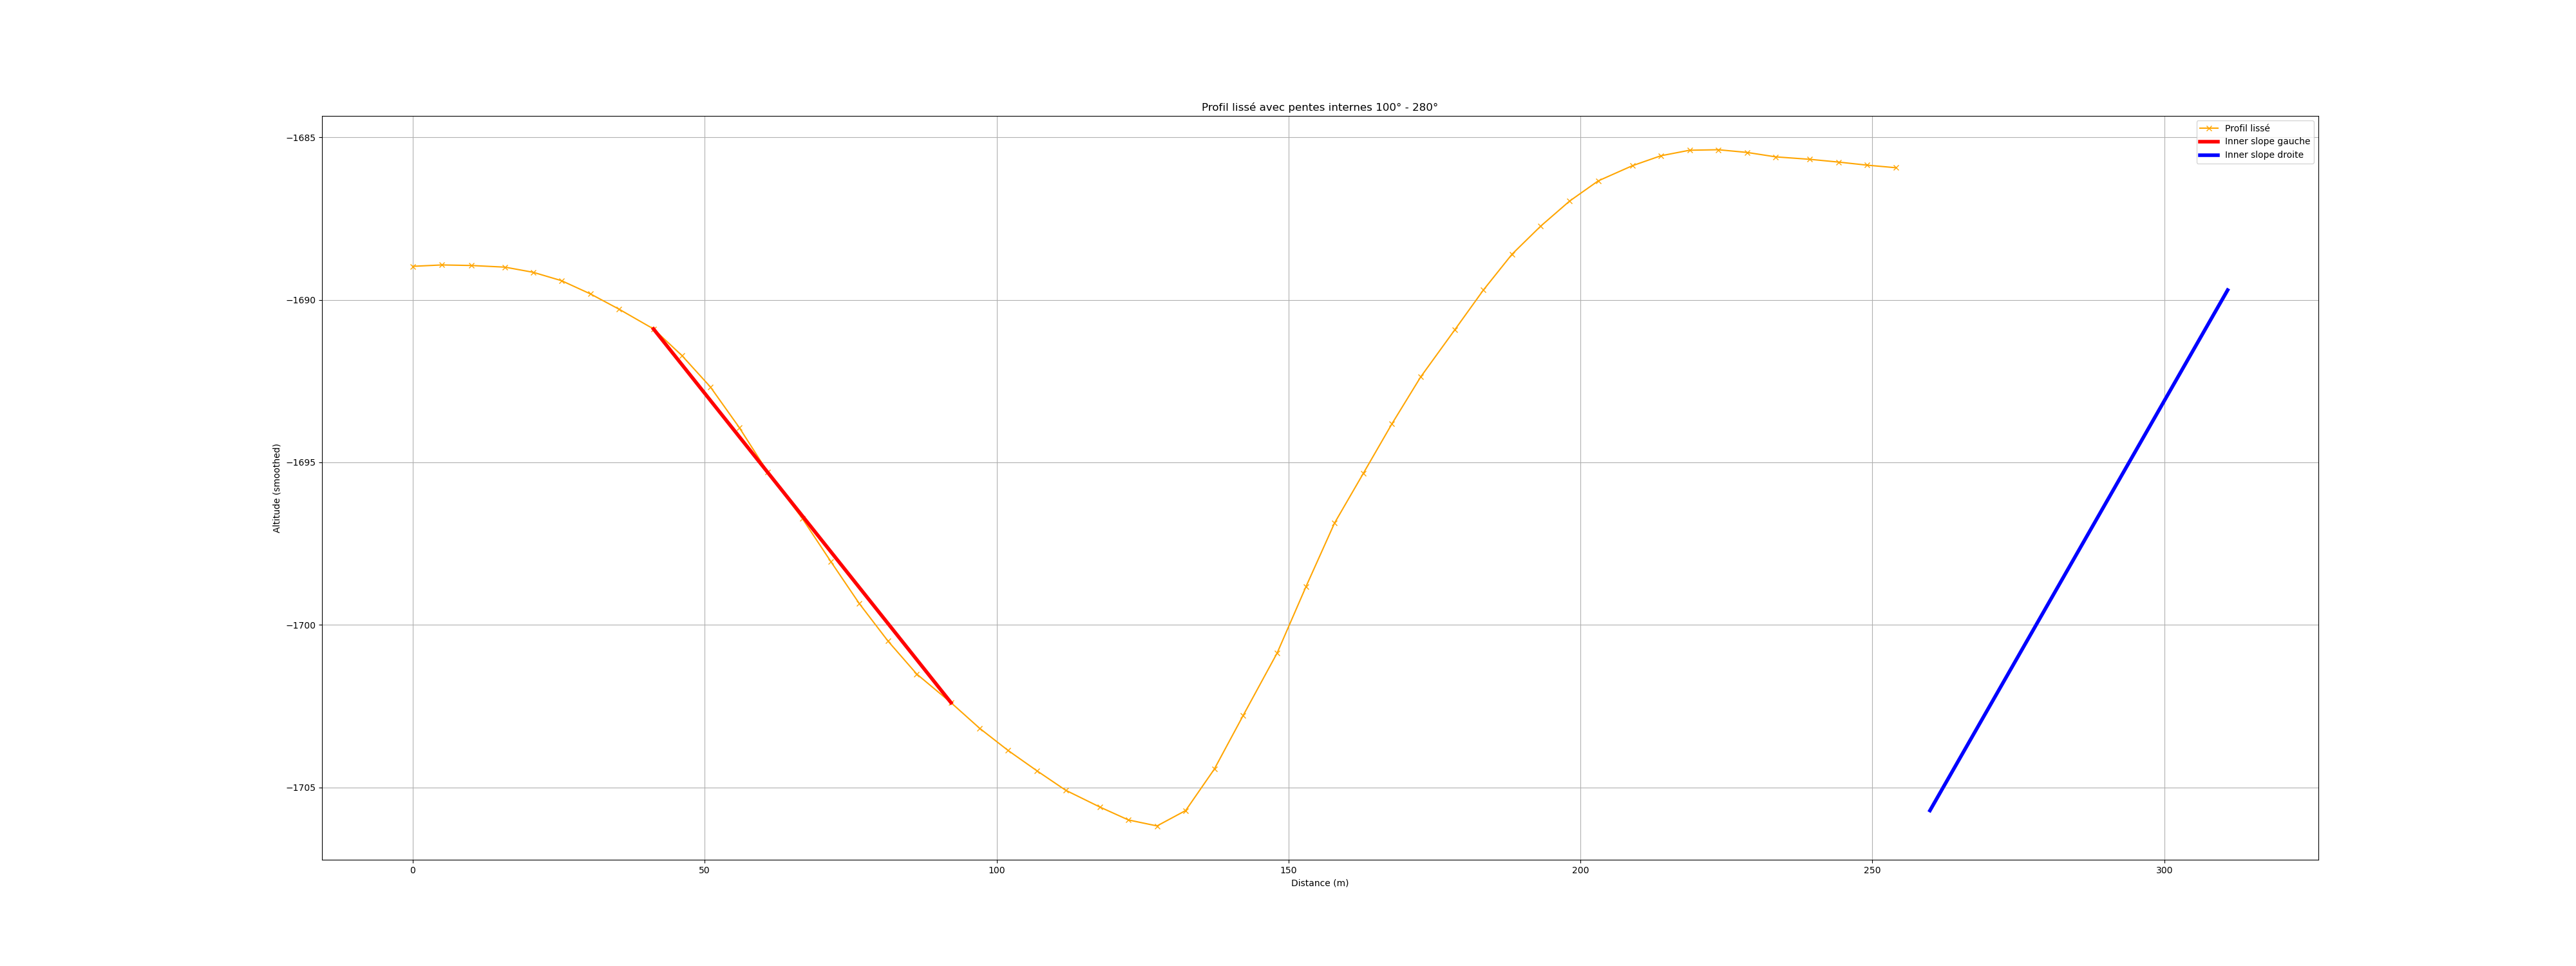 Profil lissé avec pentes internes 100° - 280°
Profil lissé
Inner slope gauche
Inner slope droite
Altitude (smoothed)
−1685
−1690
−1695
−1700
−1705
0
50
100
150
200
250
300
Distance (m)